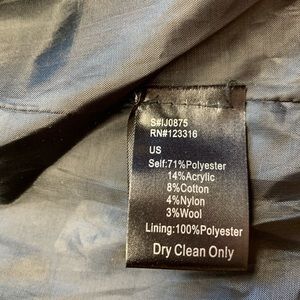 S#IJ0875
RN#123316
US
Self:71%Polyester
14%Acrylic
8%Cotton
4%Nylon
3%Wool
Lining:100%Polyester
Dry Clean Only